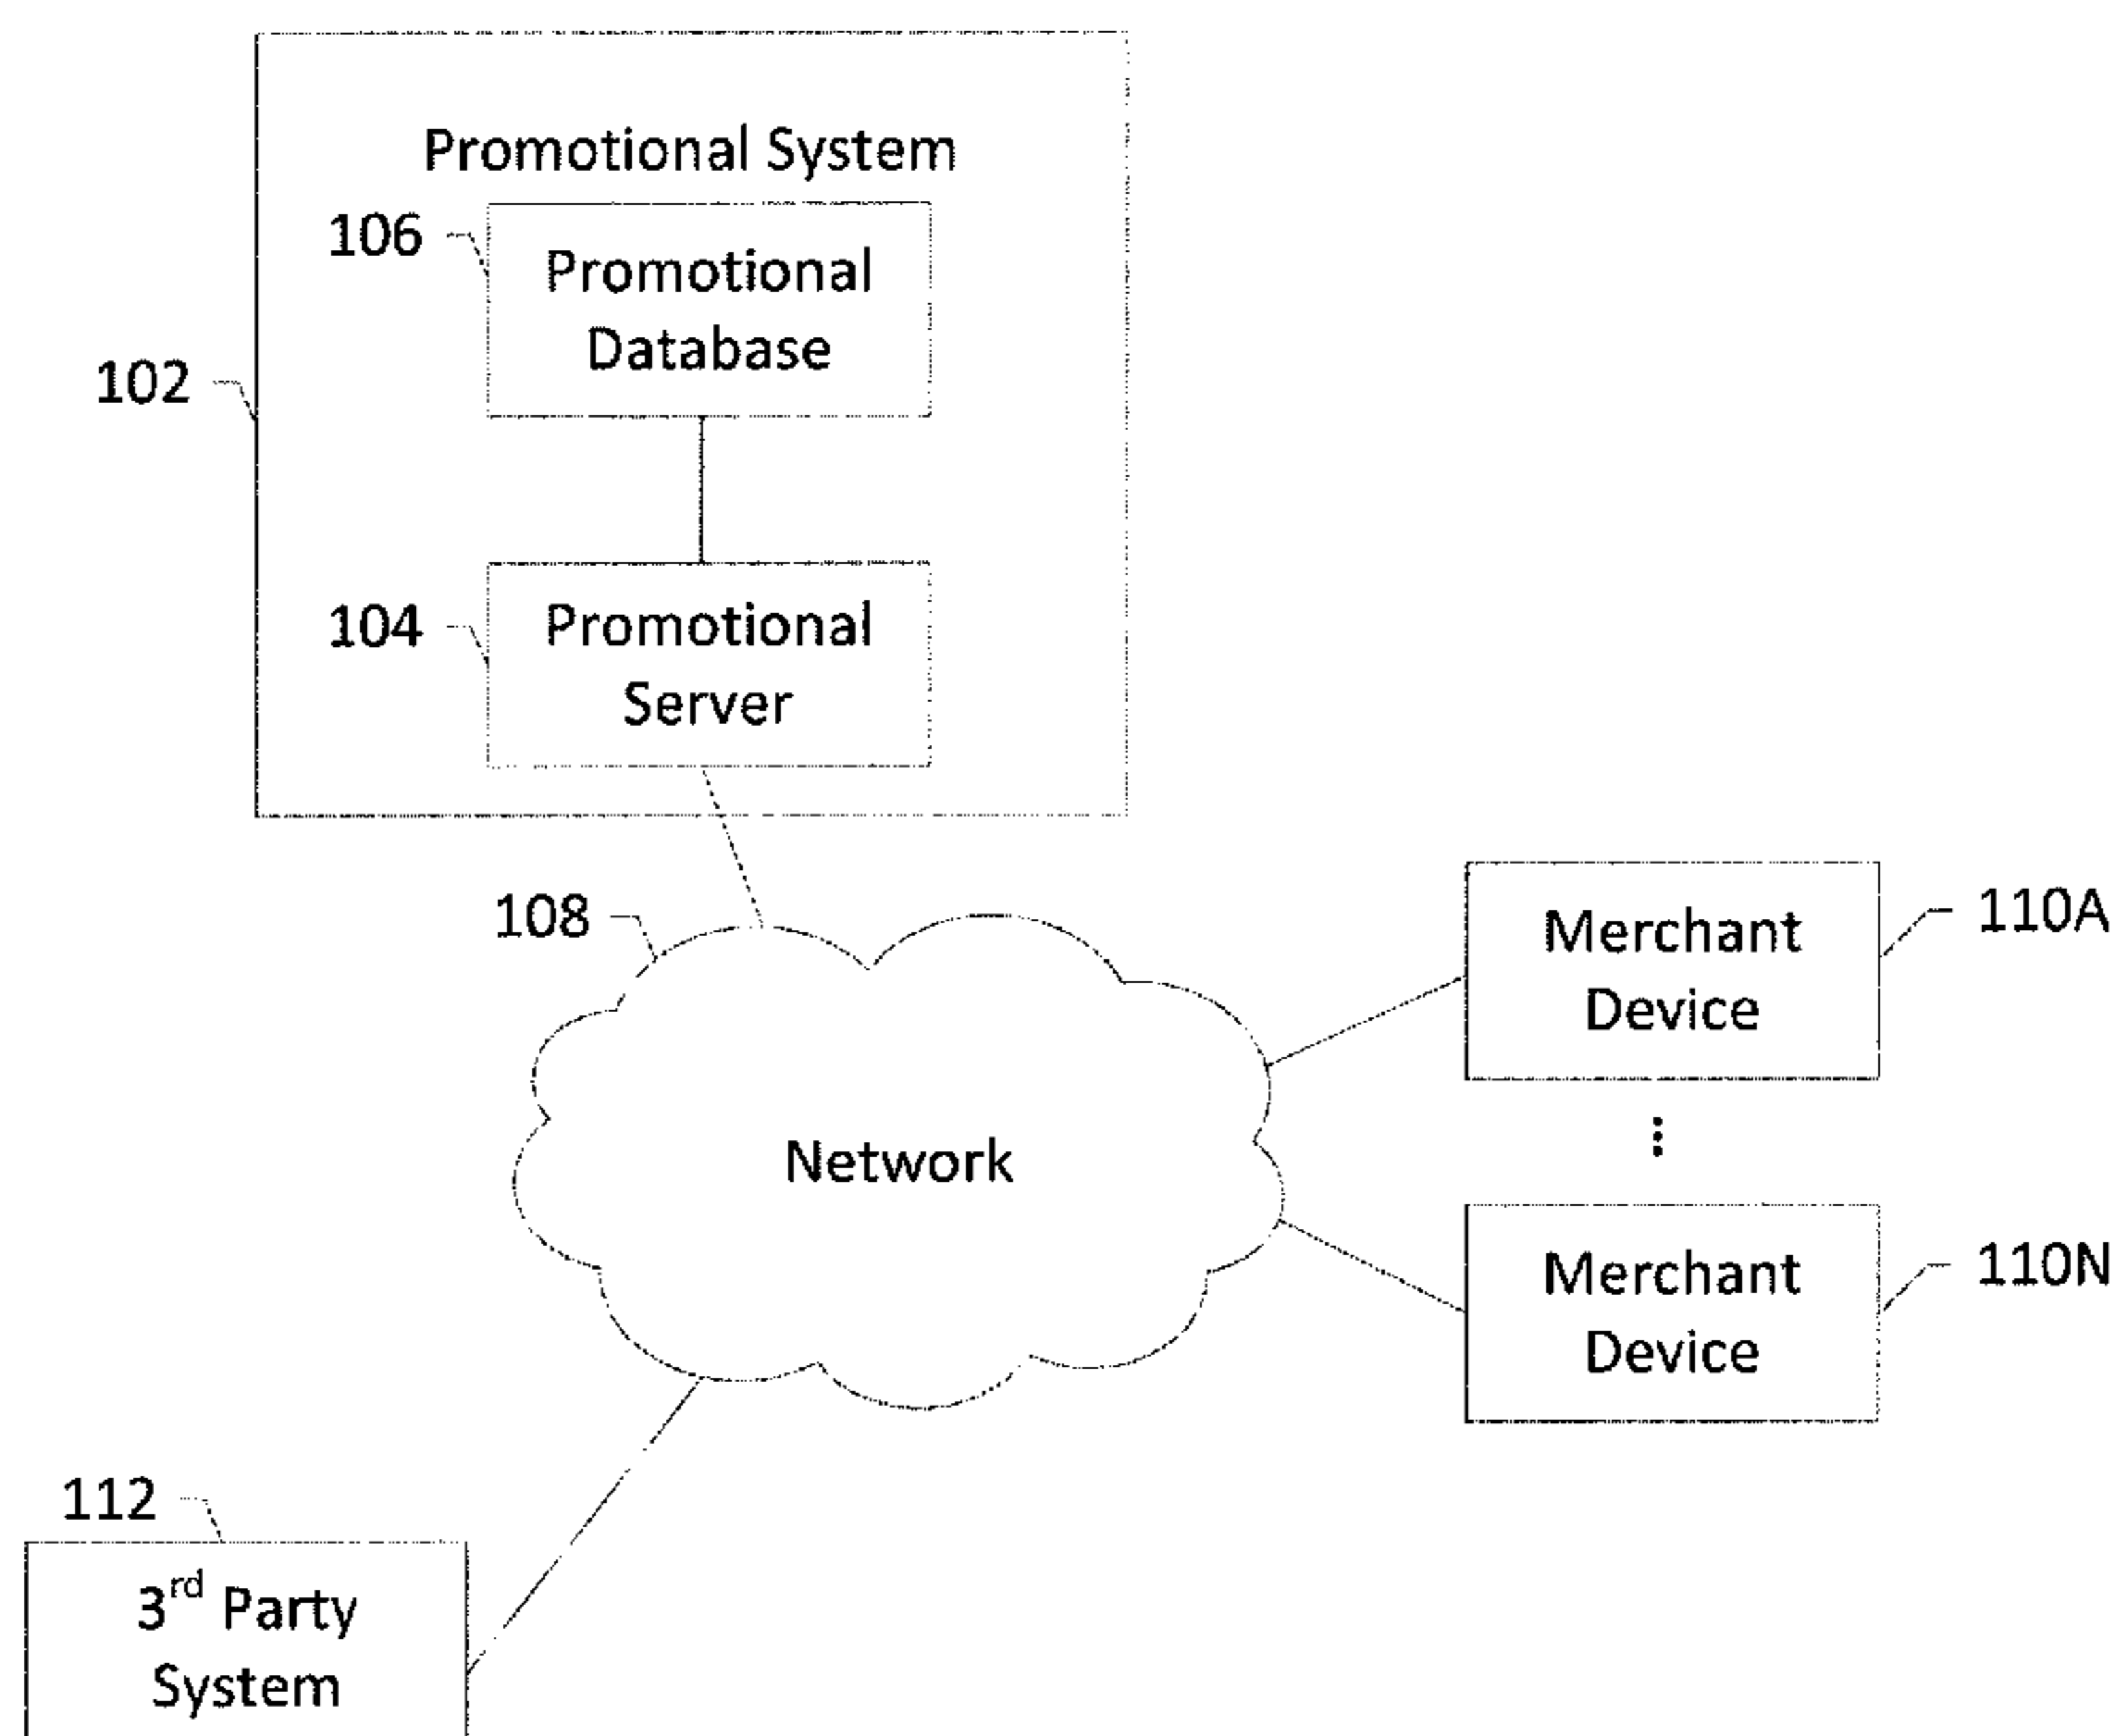 Promotional System
106
Promotional
Database
102
104
Promotional
Server
108
Merchant
Device
110A
Network
Merchant
Device
110N
112
3rd Party
System